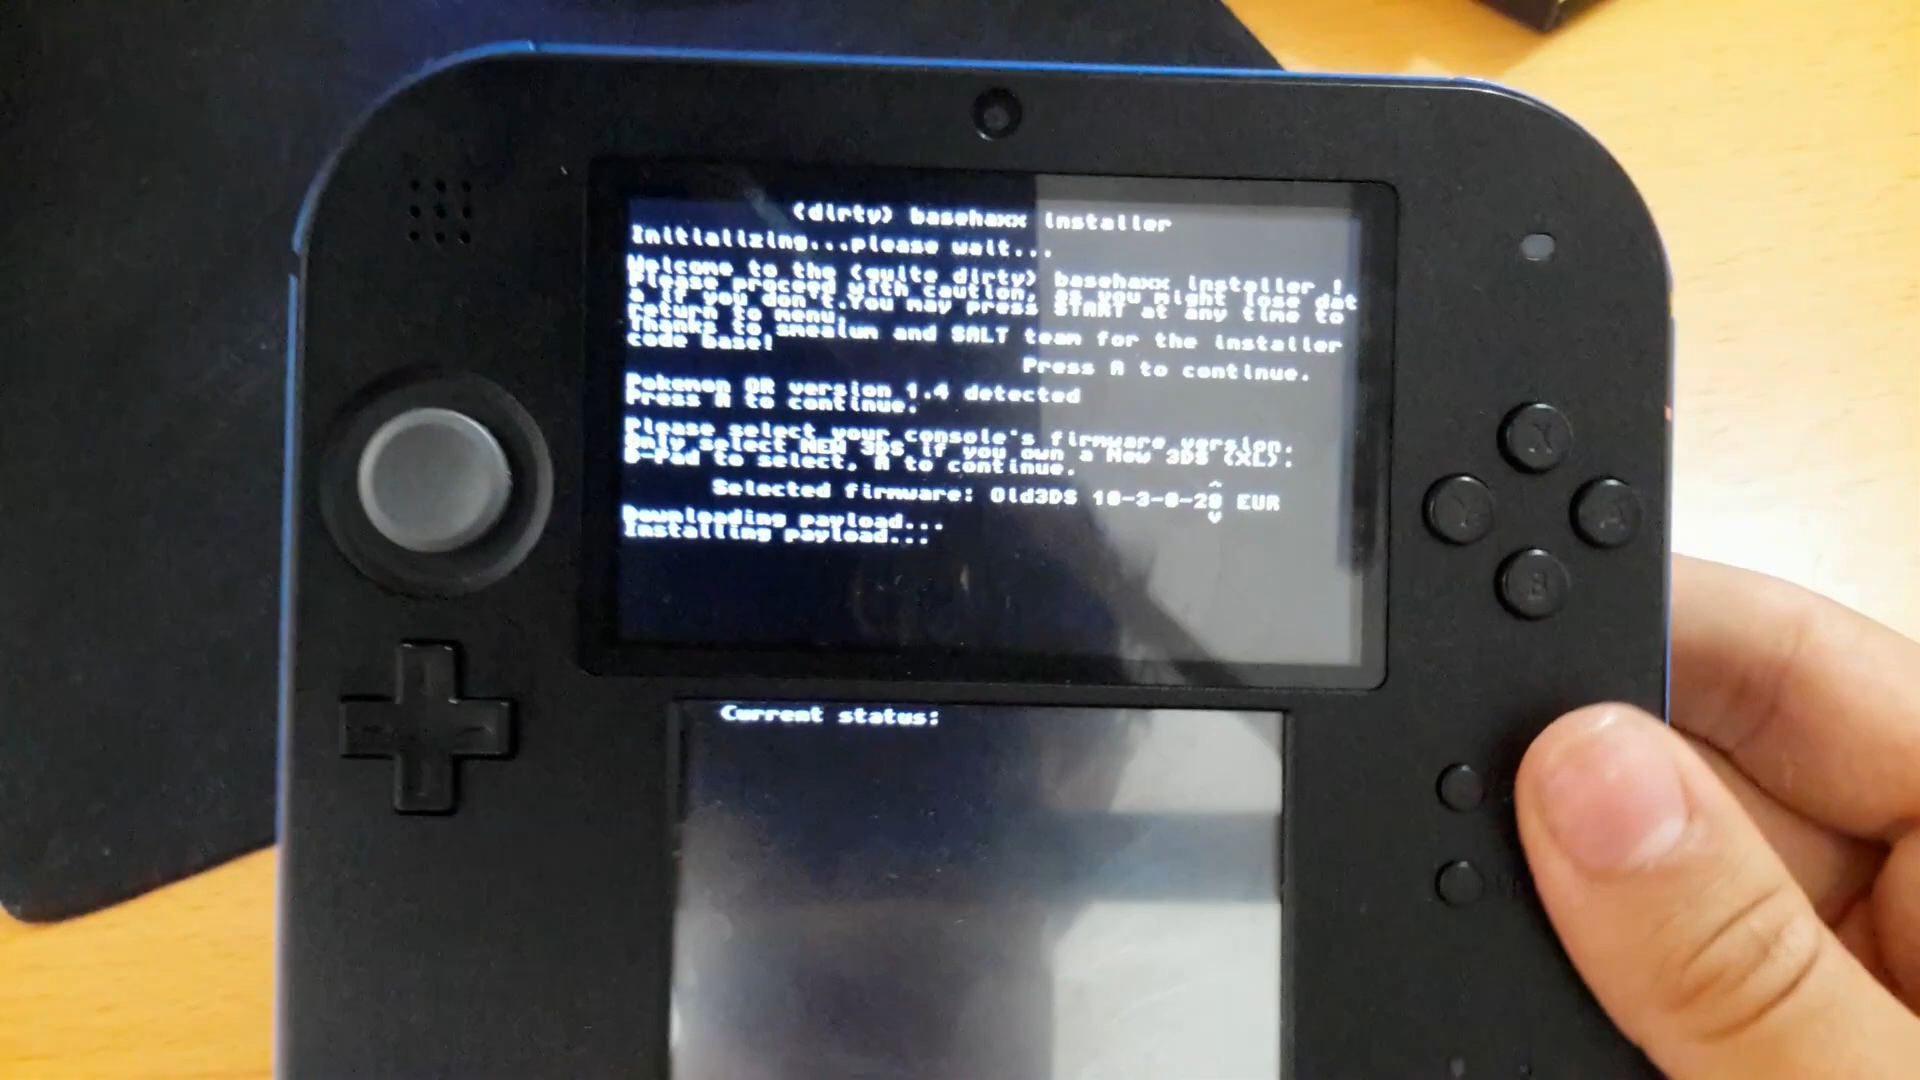 (dirty) basehaxx installer
Initializing...please wait...
Welcome to the (quite dirty) basehaxx installer !
Please proceed with caution, as you might lose dat
a if you don't.You may press START at any time to
return to menu.
Thanks to smealum and SALT team for the installer
code base!
Press A to continue.
Pokemon OR version 1.4 detected
Press A to continue.
Please select your console's firmware version.
Only select NEW 3DS if you own a New 3DS (XL).
D-Pad to select, A to continue.
^
Selected firmware: Old3DS 10-3-0-28 EUR
v
Downloading payload...
Installing payload...
Current status:
X
Y
A
B